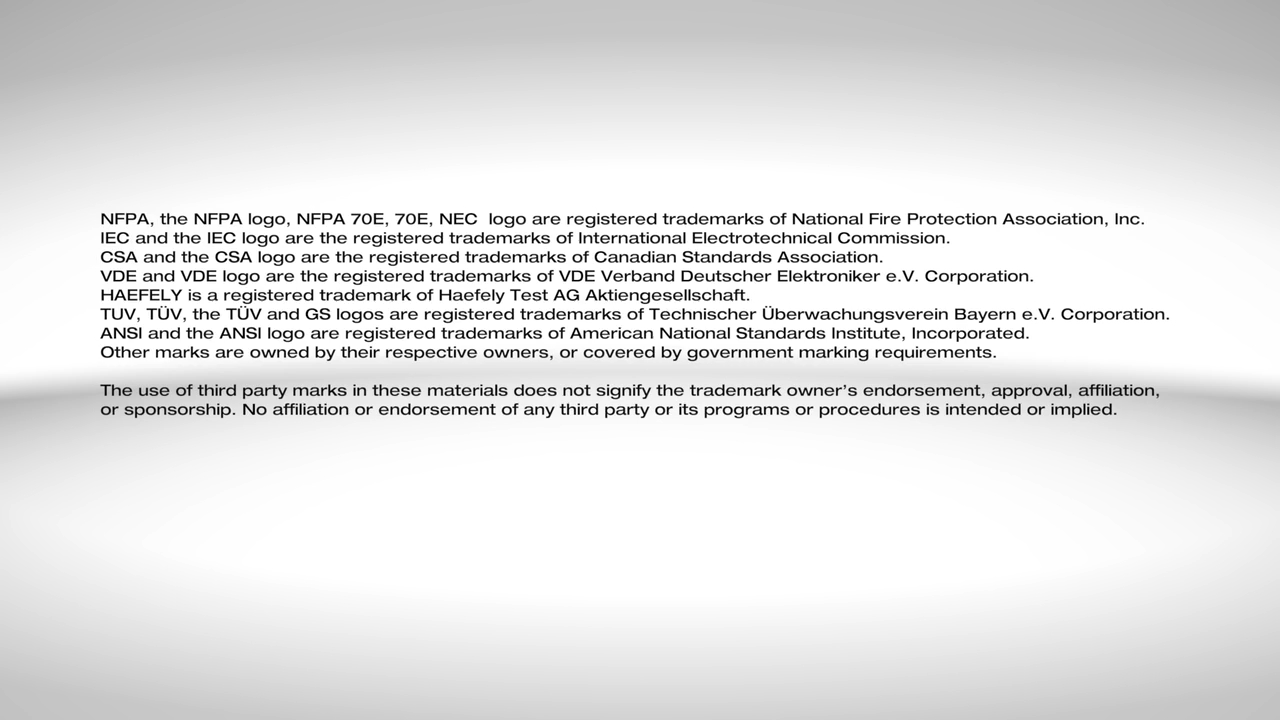 NFPA, the NFPA logo, NFPA 70E, 70E, NEC  logo are registered trademarks of National Fire Protection Association, Inc.
IEC and the IEC logo are the registered trademarks of International Electrotechnical Commission.
CSA and the CSA logo are the registered trademarks of Canadian Standards Association.
VDE and VDE logo are the registered trademarks of VDE Verband Deutscher Elektroniker e.V. Corporation.
HAEFELY is a registered trademark of Haefely Test AG Aktiengesellschaft.
TUV, TÜV, the TÜV and GS logos are registered trademarks of Technischer Überwachungsverein Bayern e.V. Corporation.
ANSI and the ANSI logo are registered trademarks of American National Standards Institute, Incorporated.
Other marks are owned by their respective owners, or covered by government marking requirements.
The use of third party marks in these materials does not signify the trademark owner’s endorsement, approval, affiliation,
or sponsorship. No affiliation or endorsement of any third party or its programs or procedures is intended or implied.